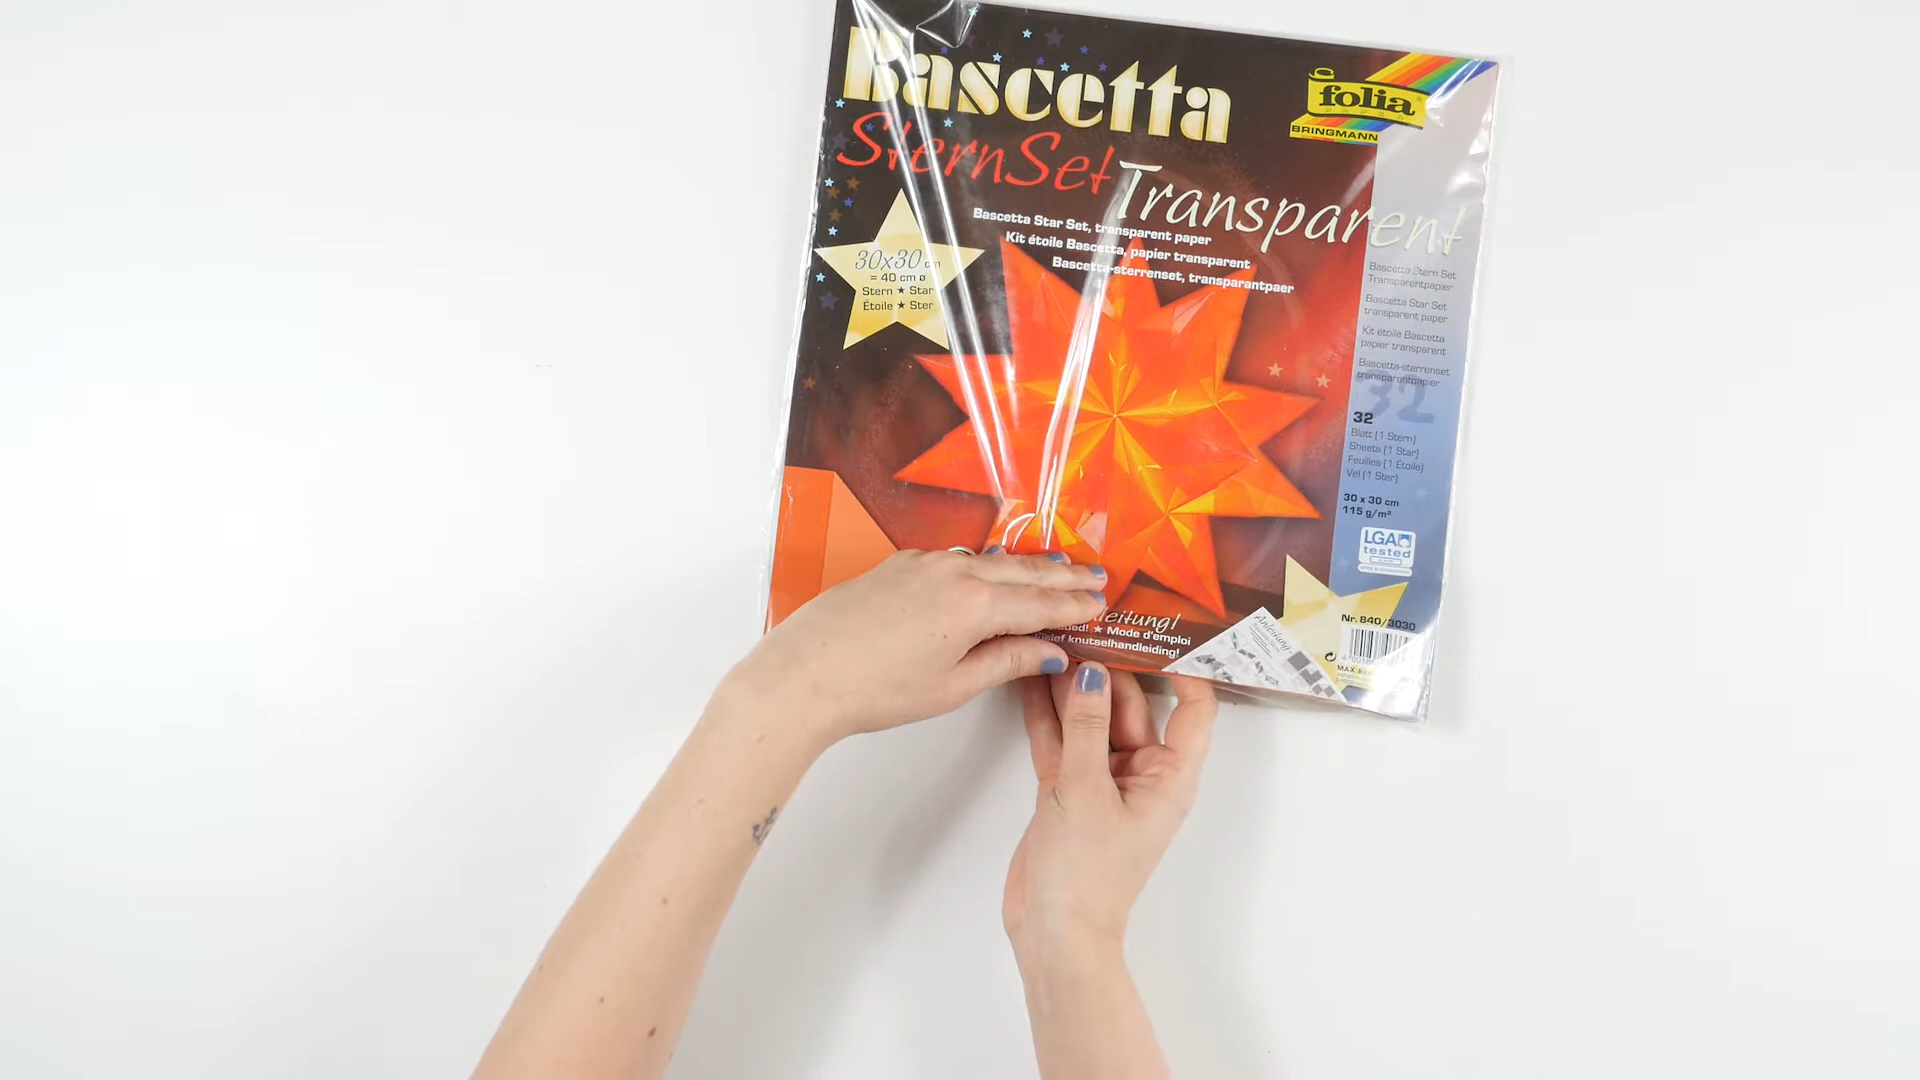 Bascetta
folia
BRINGMANN
SternSet
Transparent
Bascetta Star Set, transparent paper
Kit étoile Bascetta, papier transparent
Bascetta-sterrenset, transparantpaer
30x30 cm
= 40 cm ø
Stern ★ Star
Étoile ★ Ster
Bascetta Stern Set
Transparentpapier
Bascetta Star Set
transparent paper
Kit étoile Bascetta
papier transparent
Bascetta-sterrenset
transparantpapier
32
32
Blatt (1 Stern)
Sheets (1 Star)
Feuilles (1 Étoile)
Vel (1 Ster)
30 x 30 cm
115 g/m²
LGA
tested
★ Mode d'emploi
knutselhandleiding!
Anleitung
Nr. 840/3030
MAX